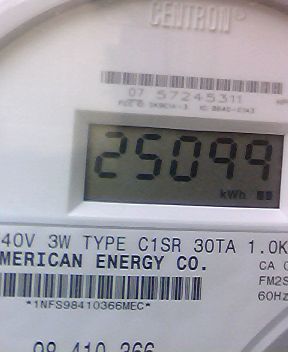 CENTRON®
07 57245311
25099
kWh
40V 3W TYPE C1SR 30TA 1.0K
MERICAN ENERGY CO.
CA
FM2S
60Hz
*1NFS98410366MEC*
98 410 366